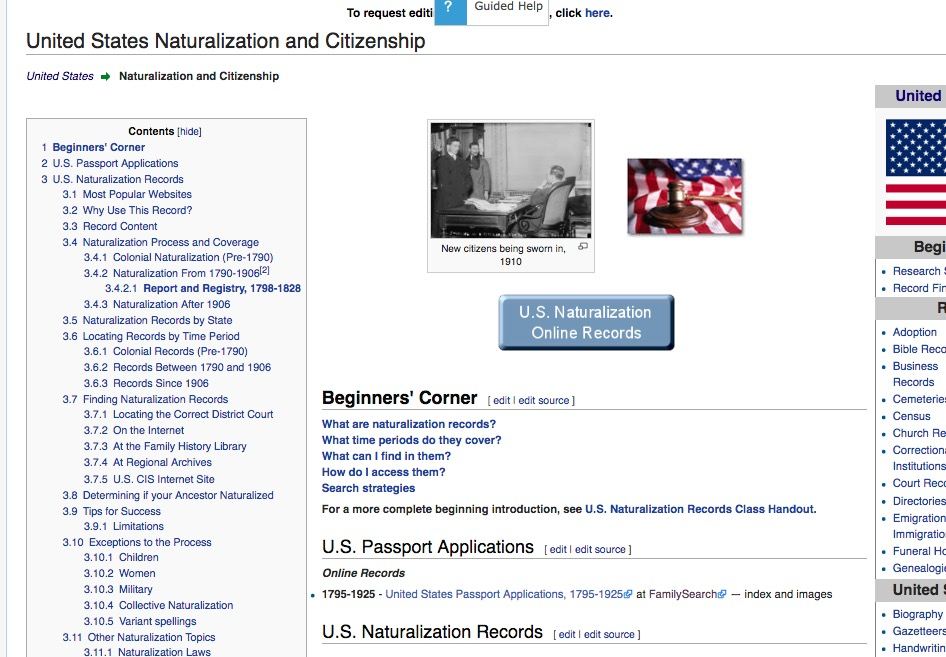 To request editi
, click here.
?
Guided Help
United States Naturalization and Citizenship
United States
Naturalization and Citizenship
Contents [hide]
1 Beginners' Corner
2 U.S. Passport Applications
3 U.S. Naturalization Records
3.1 Most Popular Websites
3.2 Why Use This Record?
3.3 Record Content
3.4 Naturalization Process and Coverage
3.4.1 Colonial Naturalization (Pre-1790)
3.4.2 Naturalization From 1790-1906[2]
3.4.2.1 Report and Registry, 1798-1828
3.4.3 Naturalization After 1906
3.5 Naturalization Records by State
3.6 Locating Records by Time Period
3.6.1 Colonial Records (Pre-1790)
3.6.2 Records Between 1790 and 1906
3.6.3 Records Since 1906
3.7 Finding Naturalization Records
3.7.1 Locating the Correct District Court
3.7.2 On the Internet
3.7.3 At the Family History Library
3.7.4 At Regional Archives
3.7.5 U.S. CIS Internet Site
3.8 Determining if your Ancestor Naturalized
3.9 Tips for Success
3.9.1 Limitations
3.10 Exceptions to the Process
3.10.1 Children
3.10.2 Women
3.10.3 Military
3.10.4 Collective Naturalization
3.10.5 Variant spellings
3.11 Other Naturalization Topics
3.11.1 Naturalization Laws
New citizens being sworn in,
1910
U.S. Naturalization
Online Records
Beginners' Corner [ edit | edit source ]
What are naturalization records?
What time periods do they cover?
What can I find in them?
How do I access them?
Search strategies
For a more complete beginning introduction, see U.S. Naturalization Records Class Handout.
U.S. Passport Applications [ edit | edit source ]
Online Records
• 1795-1925 - United States Passport Applications, 1795-1925 at FamilySearch — index and images
U.S. Naturalization Records [ edit | edit source ]
United
Begi
• Research S
• Record Fin
R
• Adoption
• Bible Reco
• Business
Records
• Cemeteries
• Census
• Church Re
• Correctiona
Institutions
• Court Reco
• Directories
• Emigration
Immigratio
• Funeral Ho
• Genealogie
United S
• Biography
• Gazetteers
• Handwritin